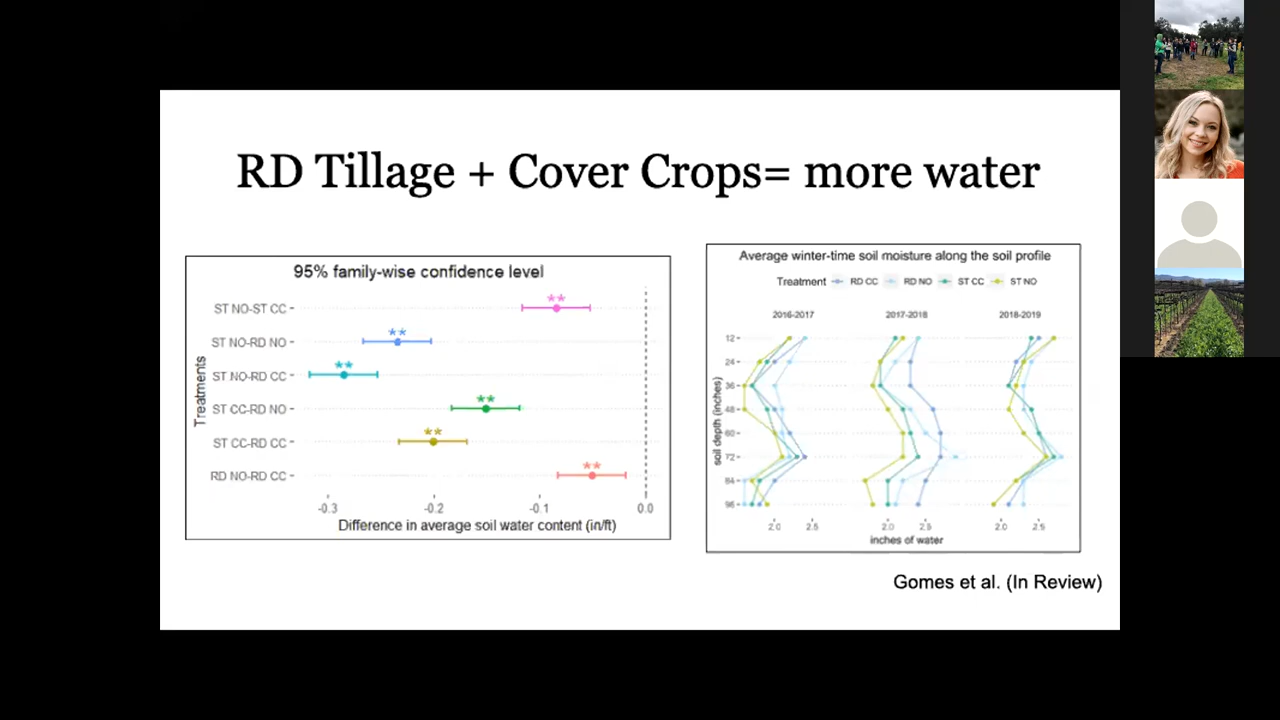 RD Tillage + Cover Crops= more water
95% family-wise confidence level
Treatments
ST NO-ST CC
ST NO-RD NO
ST NO-RD CC
ST CC-RD NO
ST CC-RD CC
RD NO-RD CC
** ** ** ** ** **
-0.3 -0.2 -0.1 0.0
Difference in average soil water content (in/ft)
Average winter-time soil moisture along the soil profile
Treatment RD CC RD NO ST CC ST NO
2016-2017 2017-2018 2018-2019
soil depth (inches)
12
24
36
48
60
72
84
96
2.0 2.5 2.0 2.5 2.0 2.5
inches of water
Gomes et al. (In Review)